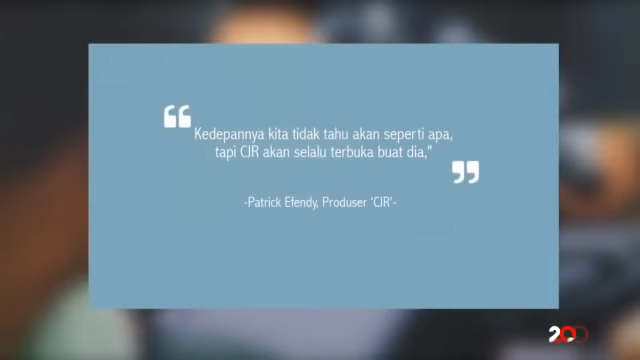 “
Kedepannya kita tidak tahu akan seperti apa,
tapi CJR akan selalu terbuka buat dia,"
”
-Patrick Efendy, Produser ‘CJR’-